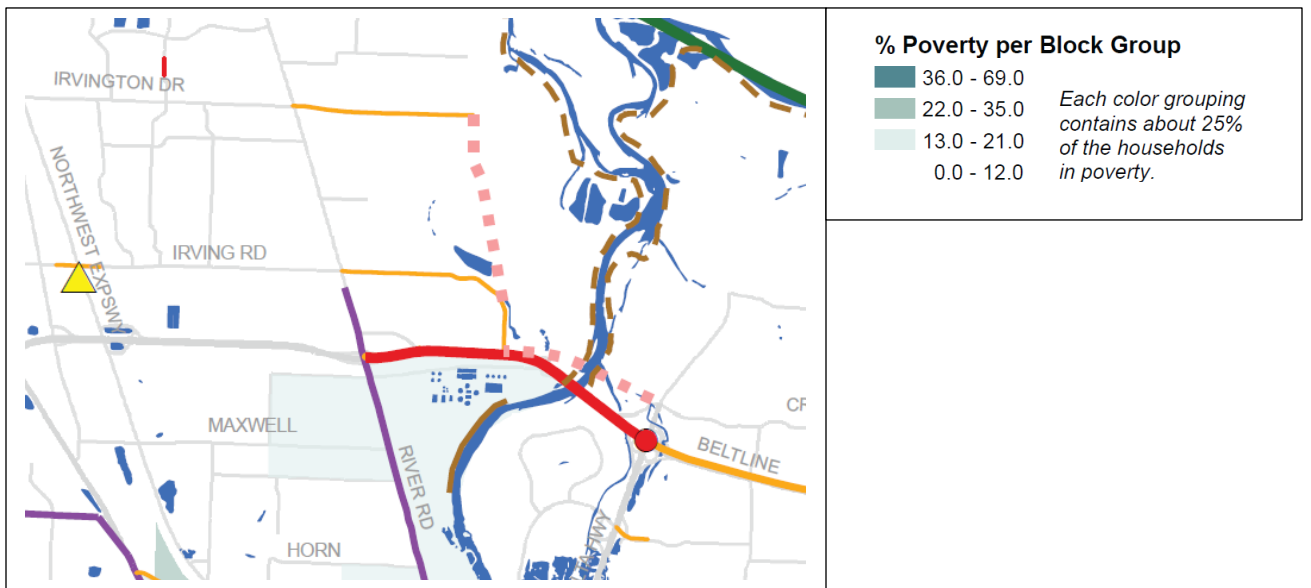 IRVINGTON DR
NORTHWEST EXPSWY
IRVING RD
MAXWELL
RIVER RD
HORN
BELTLINE
CR
HWY
% Poverty per Block Group
36.0 - 69.0
22.0 - 35.0
13.0 - 21.0
0.0 - 12.0
Each color grouping
contains about 25%
of the households
in poverty.